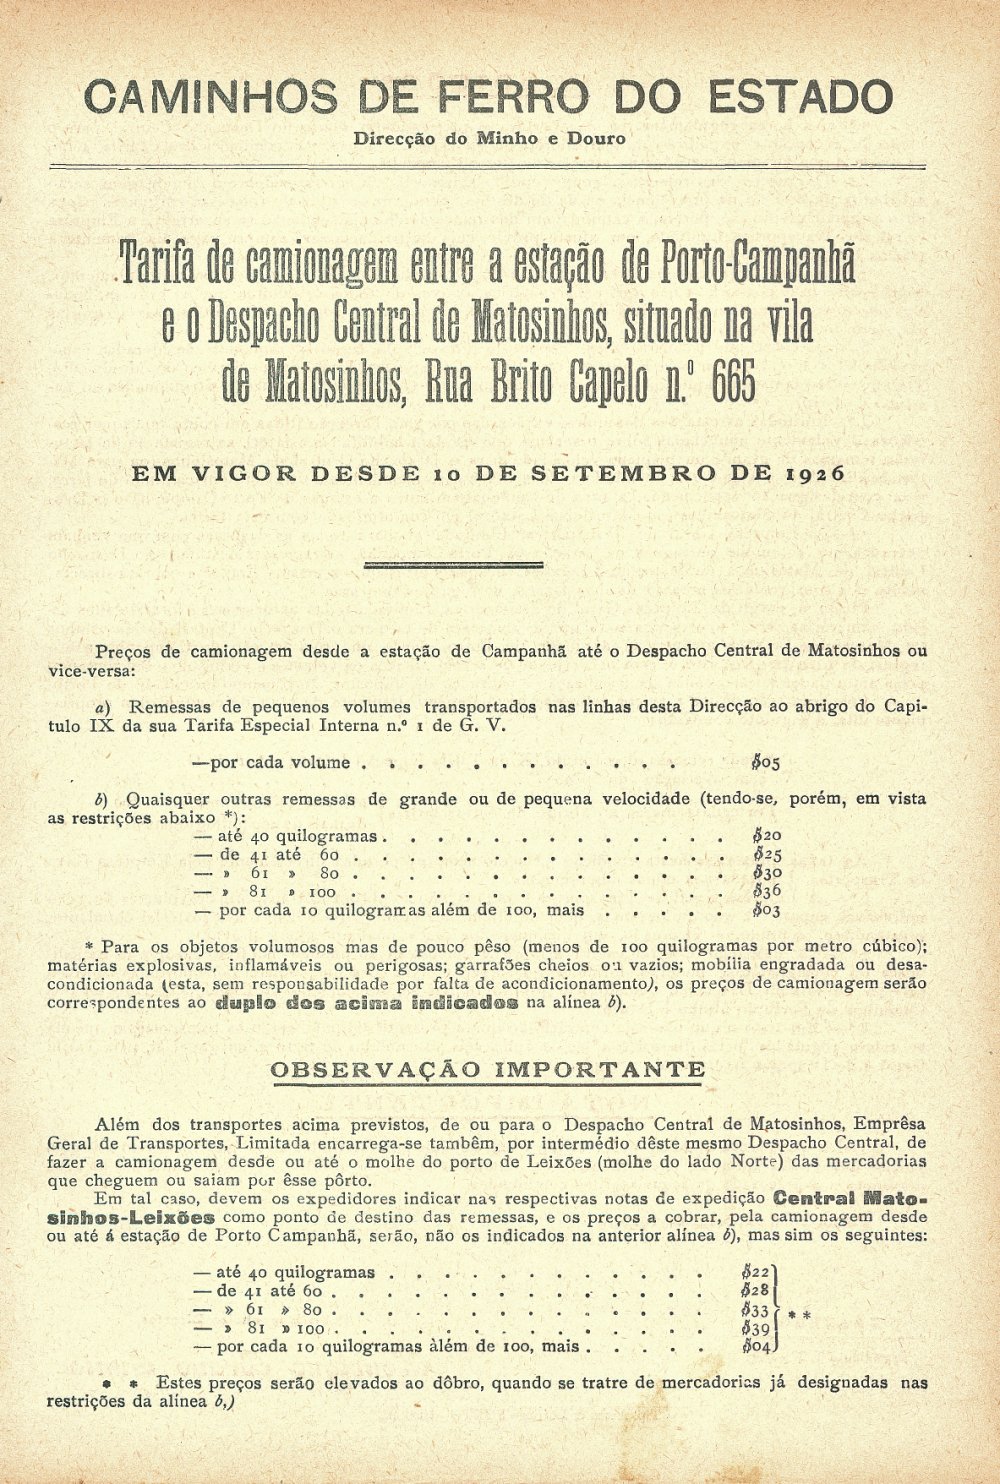 CAMINHOS DE FERRO DO ESTADO
Direcção do Minho e Douro
Tarifa de camionagem entre a estação de Porto-Campanhã
e o Despacho Central de Matosinhos, situado na vila
de Matosinhos, Rua Brito Capelo n.º 665
EM VIGOR DESDE 10 DE SETEMBRO DE 1926
Preços de camionagem desde a estação de Campanhã até o Despacho Central de Matosinhos ou
vice-versa:
a) Remessas de pequenos volumes transportados nas linhas desta Direcção ao abrigo do Capi-
tulo IX da sua Tarifa Especial Interna n.º 1 de G. V.
—por cada volume . . . . . . . . . . . . $05
b) Quaisquer outras remessas de grande ou de pequena velocidade (tendo-se, porém, em vista
as restrições abaixo *):
— até 40 quilogramas . . . . . . . . . . . . . $20
— de 41 até 60 . . . . . . . . . . . . . . $25
— » 61 » 80 . . . . . . . . . . . . . . $30
— » 81 » 100 . . . . . . . . . . . . . . $36
— por cada 10 quilogramas além de 100, mais . . . . . $03
* Para os objetos volumosos mas de pouco pêso (menos de 100 quilogramas por metro cúbico);
matérias explosivas, inflamáveis ou perigosas; garrafões cheios ou vazios; mobília engradada ou desa-
condicionada (esta, sem responsabilidade por falta de acondicionamento), os preços de camionagem serão
correspondentes ao duplo dos acima indicados na alínea b).
OBSERVAÇÃO IMPORTANTE
Além dos transportes acima previstos, de ou para o Despacho Central de Matosinhos, Emprêsa
Geral de Transportes, Limitada encarrega-se tambêm, por intermédio dêste mesmo Despacho Central, de
fazer a camionagem desde ou até o molhe do porto de Leixões (molhe do lado Norte) das mercadorias
que cheguem ou saiam por êsse pôrto.
Em tal caso, devem os expedidores indicar nas respectivas notas de expedição Central Mato-
sinhos-Leixões como ponto de destino das remessas, e os preços a cobrar, pela camionagem desde
ou até á estação de Porto Campanhã, serão, não os indicados na anterior alínea b), mas sim os seguintes:
— até 40 quilogramas . . . . . . . . . . . . $22
— de 41 até 60 . . . . . . . . . . . . . . $28
— » 61 » 80 . . . . . . . . . . . . . . $33 * *
— » 81 » 100 . . . . . . . . . . . . . . $39
— por cada 10 quilogramas àlém de 100, mais . . . . . $04
* * Estes preços serão elevados ao dôbro, quando se tratre de mercadorias já designadas nas
restrições da alínea b,)